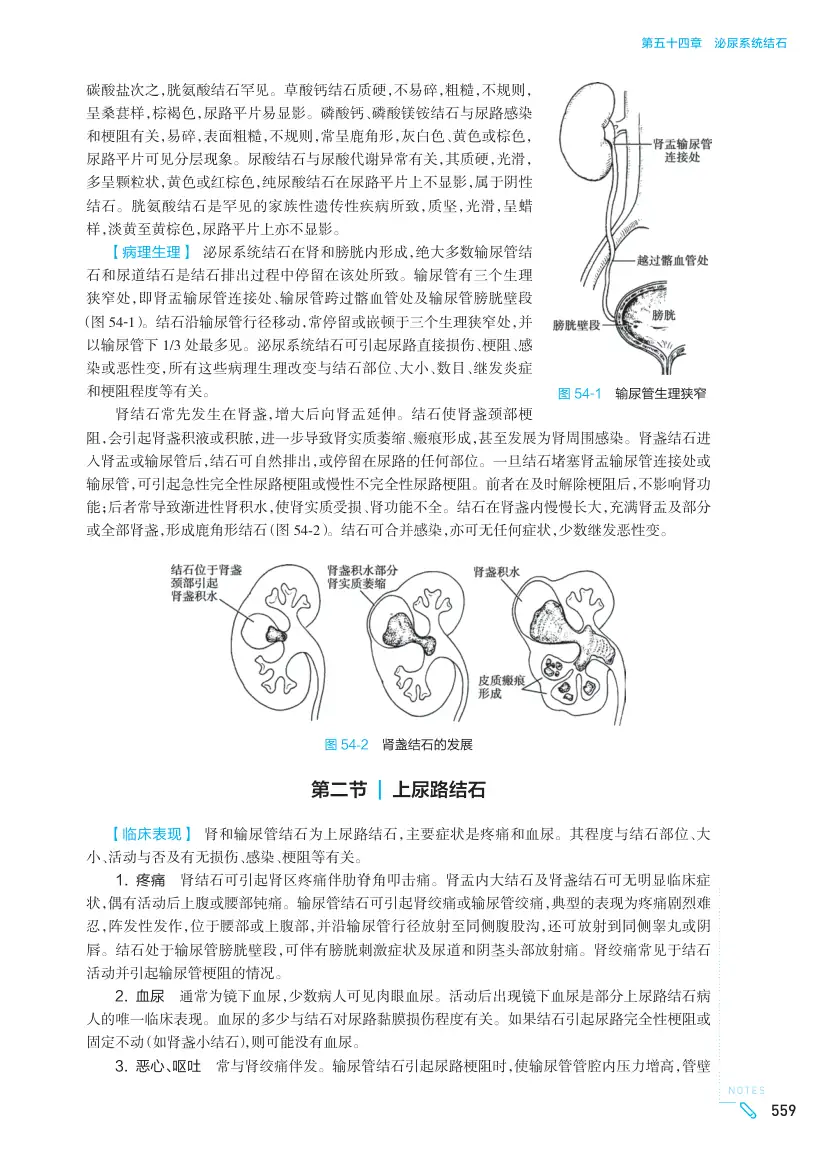 第五十四章 泌尿系统结石
碳酸盐次之,胱氨酸结石罕见。草酸钙结石质硬,不易碎,粗糙,不规则,
呈桑葚样,棕褐色,尿路平片易显影。磷酸钙、磷酸镁铵结石与尿路感染
和梗阻有关,易碎,表面粗糙,不规则,常呈鹿角形,灰白色、黄色或棕色,
尿路平片可见分层现象。尿酸结石与尿酸代谢异常有关,其质硬,光滑,
多呈颗粒状,黄色或红棕色,纯尿酸结石在尿路平片上不显影,属于阴性
结石。胱氨酸结石是罕见的家族性遗传性疾病所致,质坚,光滑,呈蜡
样,淡黄至黄棕色,尿路平片上亦不显影。
【病理生理】 泌尿系统结石在肾和膀胱内形成,绝大多数输尿管结
石和尿道结石是结石排出过程中停留在该处所致。输尿管有三个生理
狭窄处,即肾盂输尿管连接处、输尿管跨过髂血管处及输尿管膀胱壁段
(图 54-1)。结石沿输尿管行径移动,常停留或嵌顿于三个生理狭窄处,并
以输尿管下 1/3 处最多见。泌尿系统结石可引起尿路直接损伤、梗阻、感
染或恶性变,所有这些病理生理改变与结石部位、大小、数目、继发炎症
和梗阻程度等有关。
肾盂输尿管
连接处
越过髂血管处
膀胱
膀胱壁段
图 54-1 输尿管生理狭窄
肾结石常先发生在肾盏,增大后向肾盂延伸。结石使肾盏颈部梗
阻,会引起肾盏积液或积脓,进一步导致肾实质萎缩、瘢痕形成,甚至发展为肾周围感染。肾盏结石进
入肾盂或输尿管后,结石可自然排出,或停留在尿路的任何部位。一旦结石堵塞肾盂输尿管连接处或
输尿管,可引起急性完全性尿路梗阻或慢性不完全性尿路梗阻。前者在及时解除梗阻后,不影响肾功
能;后者常导致渐进性肾积水,使肾实质受损、肾功能不全。结石在肾盏内慢慢长大,充满肾盂及部分
或全部肾盏,形成鹿角形结石(图 54-2)。结石可合并感染,亦可无任何症状,少数继发恶性变。
结石位于肾盏
颈部引起
肾盏积水
肾盏积水部分
肾实质萎缩
肾盏积水
皮质瘢痕
形成
图 54-2 肾盏结石的发展
第二节 | 上尿路结石
【临床表现】 肾和输尿管结石为上尿路结石,主要症状是疼痛和血尿。其程度与结石部位、大
小、活动与否及有无损伤、感染、梗阻等有关。
1. 疼痛 肾结石可引起肾区疼痛伴肋脊角叩击痛。肾盂内大结石及肾盏结石可无明显临床症
状,偶有活动后上腹或腰部钝痛。输尿管结石可引起肾绞痛或输尿管绞痛,典型的表现为疼痛剧烈难
忍,阵发性发作,位于腰部或上腹部,并沿输尿管行径放射至同侧腹股沟,还可放射到同侧睾丸或阴
唇。结石处于输尿管膀胱壁段,可伴有膀胱刺激症状及尿道和阴茎头部放射痛。肾绞痛常见于结石
活动并引起输尿管梗阻的情况。
2. 血尿 通常为镜下血尿,少数病人可见肉眼血尿。活动后出现镜下血尿是部分上尿路结石病
人的唯一临床表现。血尿的多少与结石对尿路黏膜损伤程度有关。如果结石引起尿路完全性梗阻或
固定不动(如肾盏小结石),则可能没有血尿。
3. 恶心、呕吐 常与肾绞痛伴发。输尿管结石引起尿路梗阻时,使输尿管管腔内压力增高,管壁
NOTES
559